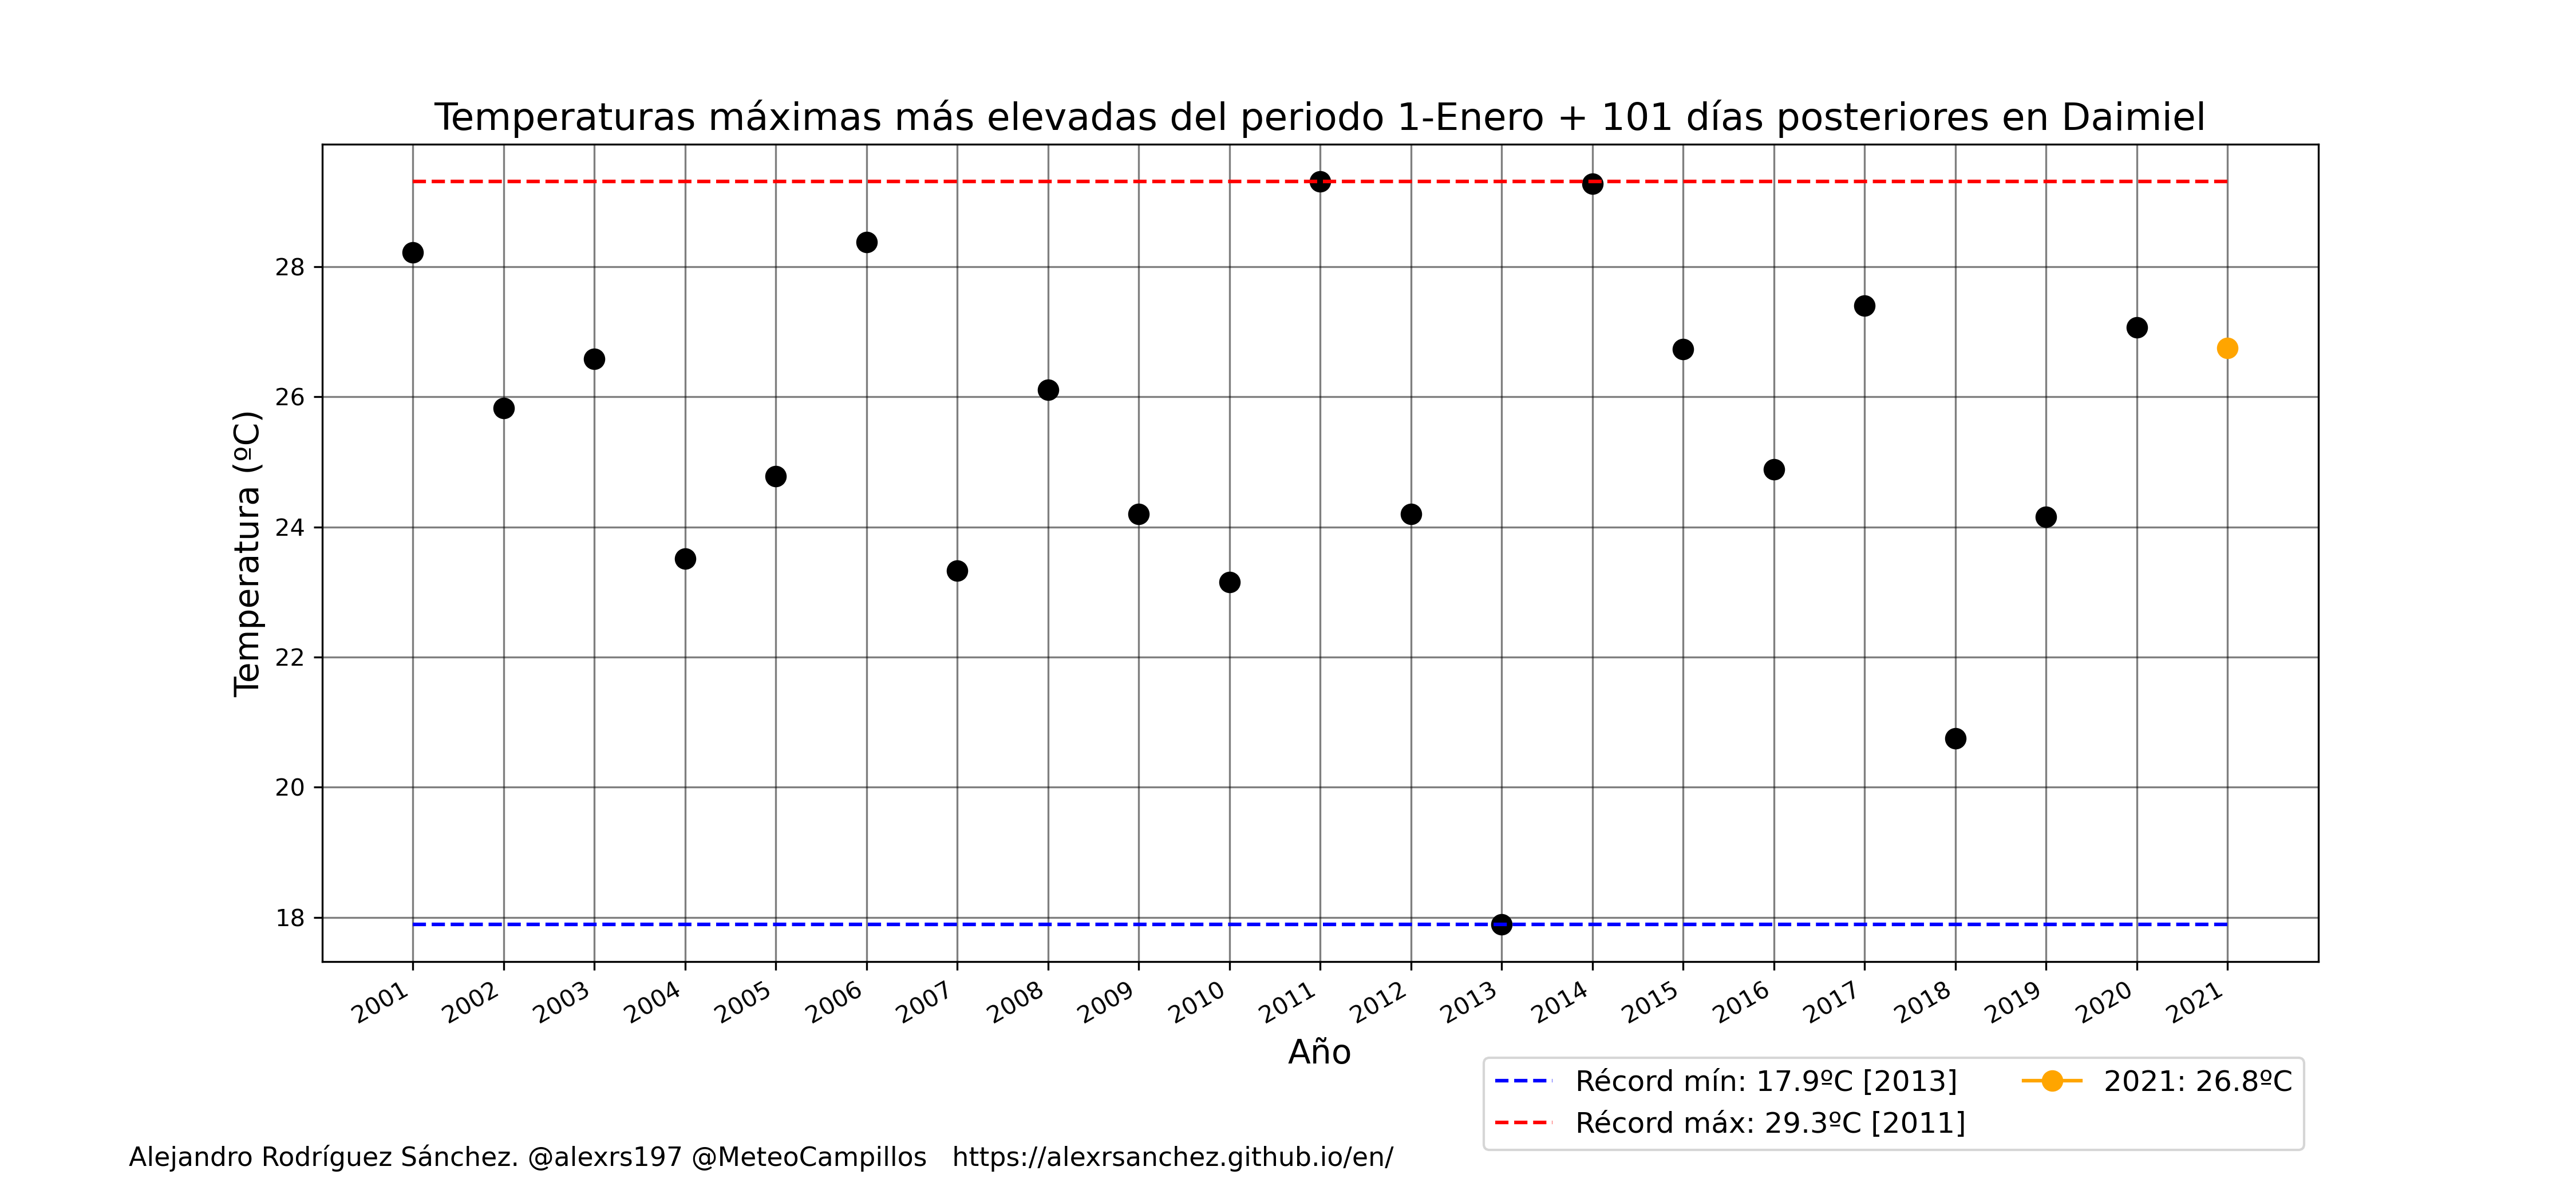 Temperaturas máximas más elevadas del periodo 1-Enero + 101 días posteriores en Daimiel
Temperatura (ºC)
28
26
24
22
20
18
2001 2002 2003 2004 2005 2006 2007 2008 2009 2010 2011 2012 2013 2014 2015 2016 2017 2018 2019 2020 2021
Año
Récord mín: 17.9ºC [2013]
Récord máx: 29.3ºC [2011]
2021: 26.8ºC
Alejandro Rodríguez Sánchez. @alexrs197 @MeteoCampillos https://alexrsanchez.github.io/en/